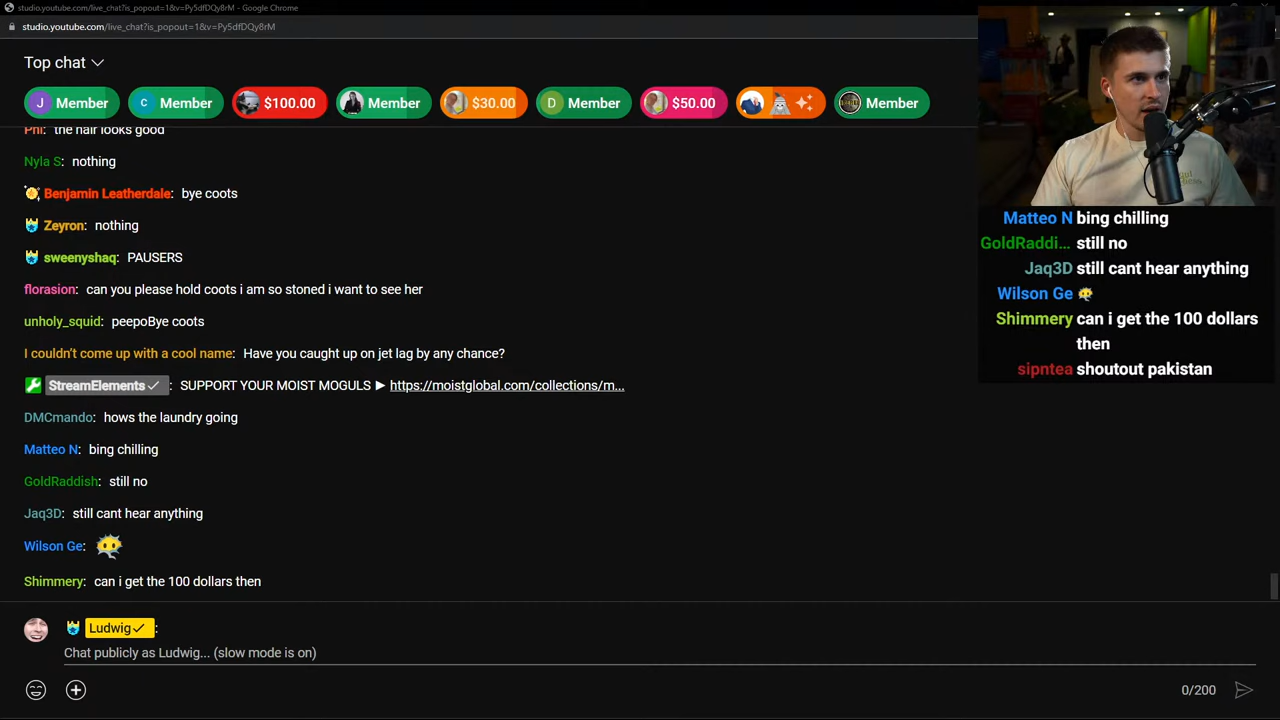 studio.youtube.com/live_chat?is_popout=1&v=Py5dfDQy8rM - Google Chrome
studio.youtube.com/live_chat?is_popout=1&v=Py5dfDQy8rM
Top chat
J Member
C Member
$100.00
Member
$30.00
D Member
$50.00
Member
Phi: the hair looks good
Nyla S: nothing
Benjamin Leatherdale: bye coots
Zeyron: nothing
sweenyshaq: PAUSERS
florasion: can you please hold coots i am so stoned i want to see her
unholy_squid: peepoBye coots
I couldn't come up with a cool name: Have you caught up on jet lag by any chance?
StreamElements: SUPPORT YOUR MOIST MOGULS ► https://moistglobal.com/collections/m...
DMCmando: hows the laundry going
Matteo N: bing chilling
GoldRaddish: still no
Jaq3D: still cant hear anything
Wilson Ge:
Shimmery: can i get the 100 dollars then
Ludwig:
Chat publicly as Ludwig... (slow mode is on)
0/200
Matteo N bing chilling
GoldRaddi... still no
Jaq3D still cant hear anything
Wilson Ge
Shimmery can i get the 100 dollars
then
sipntea shoutout pakistan